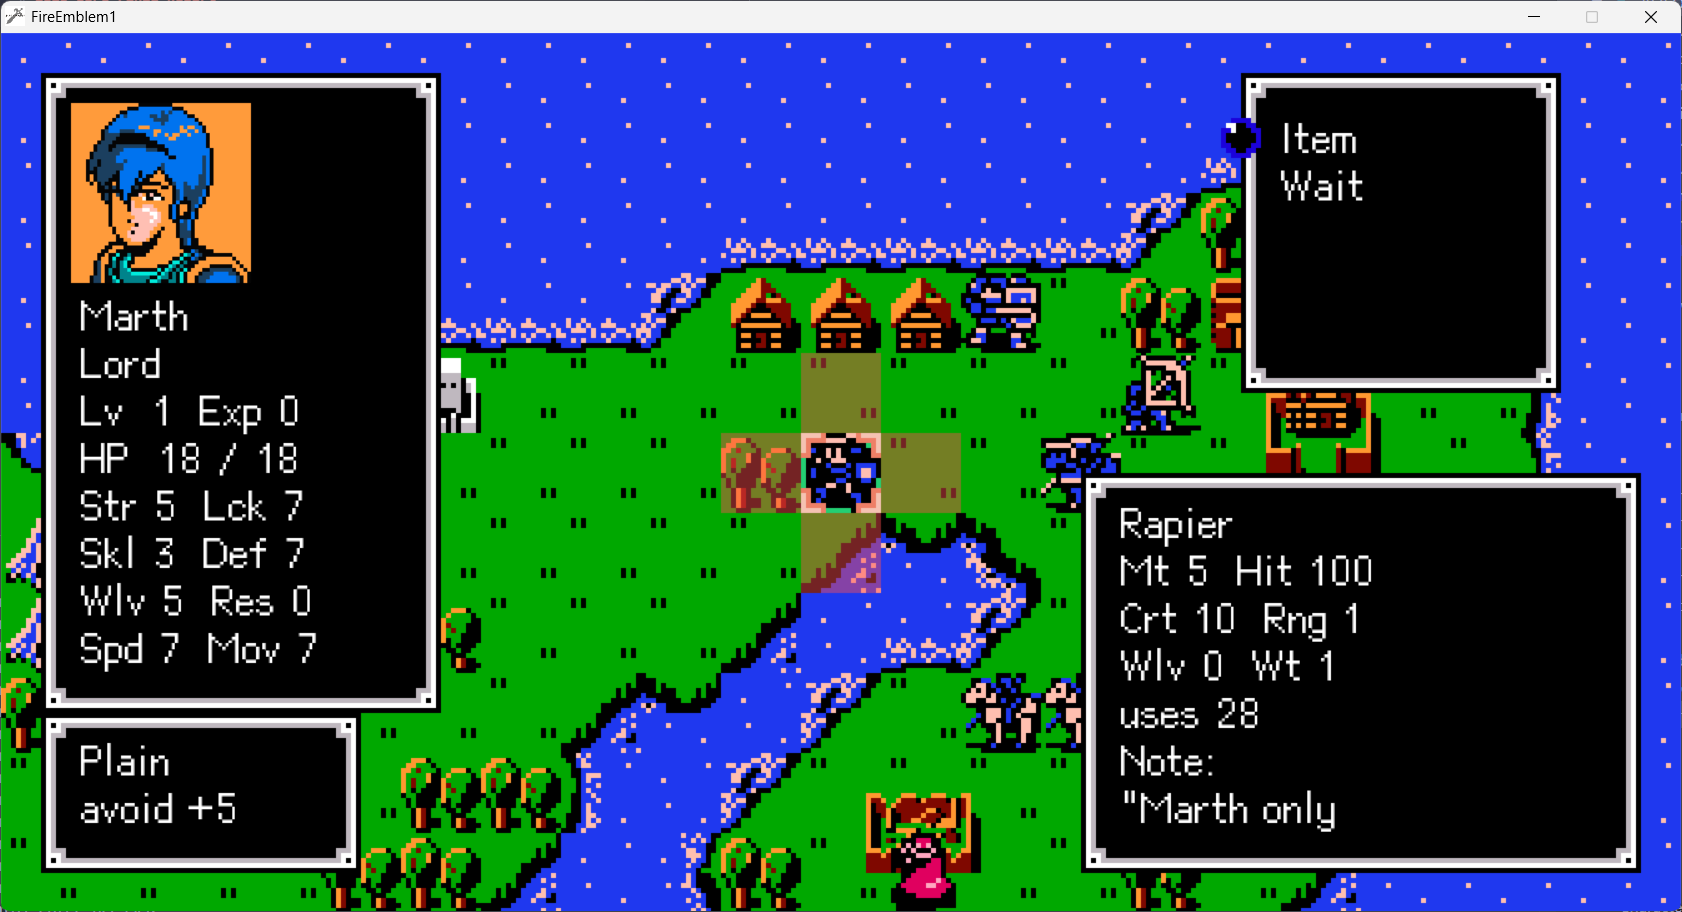 FireEmblem1
Marth
Lord
Lv 1 Exp 0
HP 18 / 18
Str 5 Lck 7
Skl 3 Def 7
Wlv 5 Res 0
Spd 7 Mov 7
Plain
avoid +5
Item
Wait
Rapier
Mt 5 Hit 100
Crt 10 Rng 1
Wlv 0 Wt 1
uses 28
Note:
"Marth only